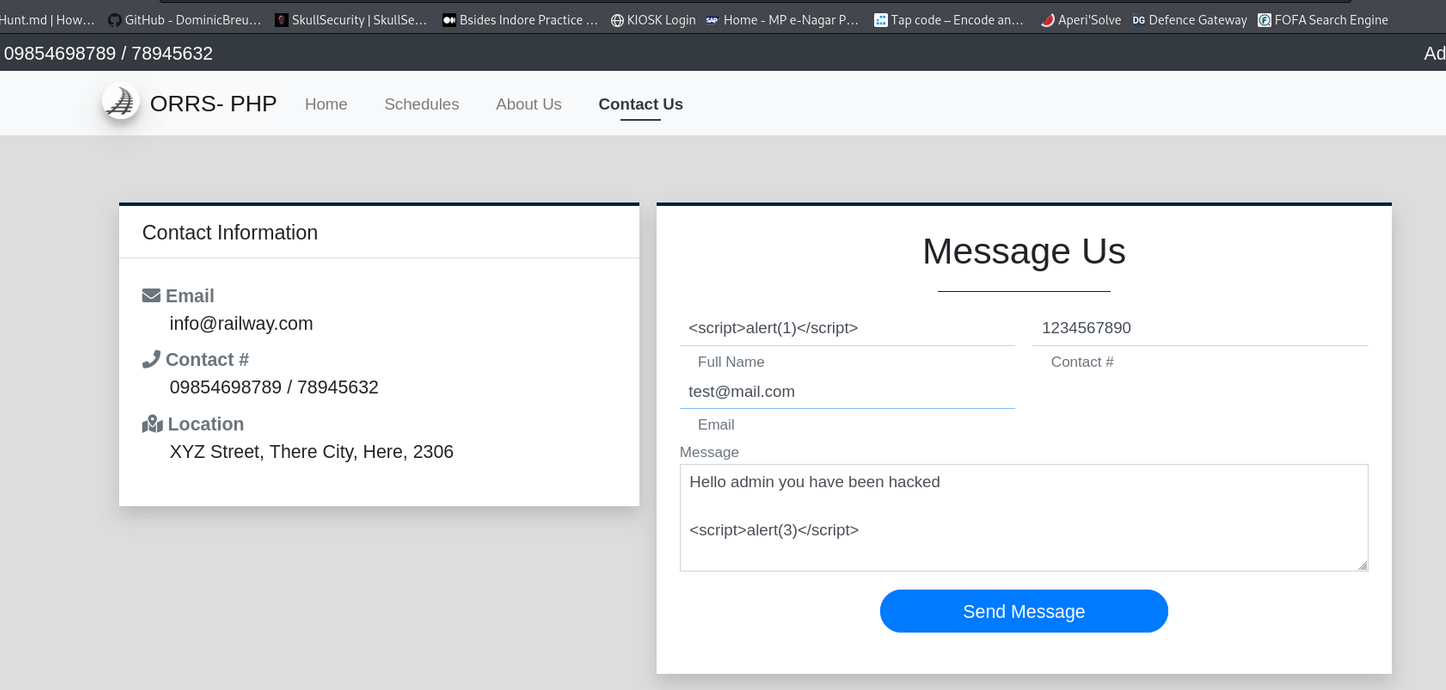 Hunt.md | How… GitHub - DominicBreu… SkullSecurity | SkullSe… Bsides Indore Practice … KIOSK Login SAP Home - MP e-Nagar P… Tap code – Encode an… Aperi'Solve DG Defence Gateway FOFA Search Engine
09854698789 / 78945632 Ad
ORRS- PHP Home Schedules About Us Contact Us
Contact Information
Email
info@railway.com
Contact #
09854698789 / 78945632
Location
XYZ Street, There City, Here, 2306
Message Us
<script>alert(1)</script> 1234567890
Full Name Contact #
test@mail.com
Email
Message
Hello admin you have been hacked
<script>alert(3)</script>
Send Message